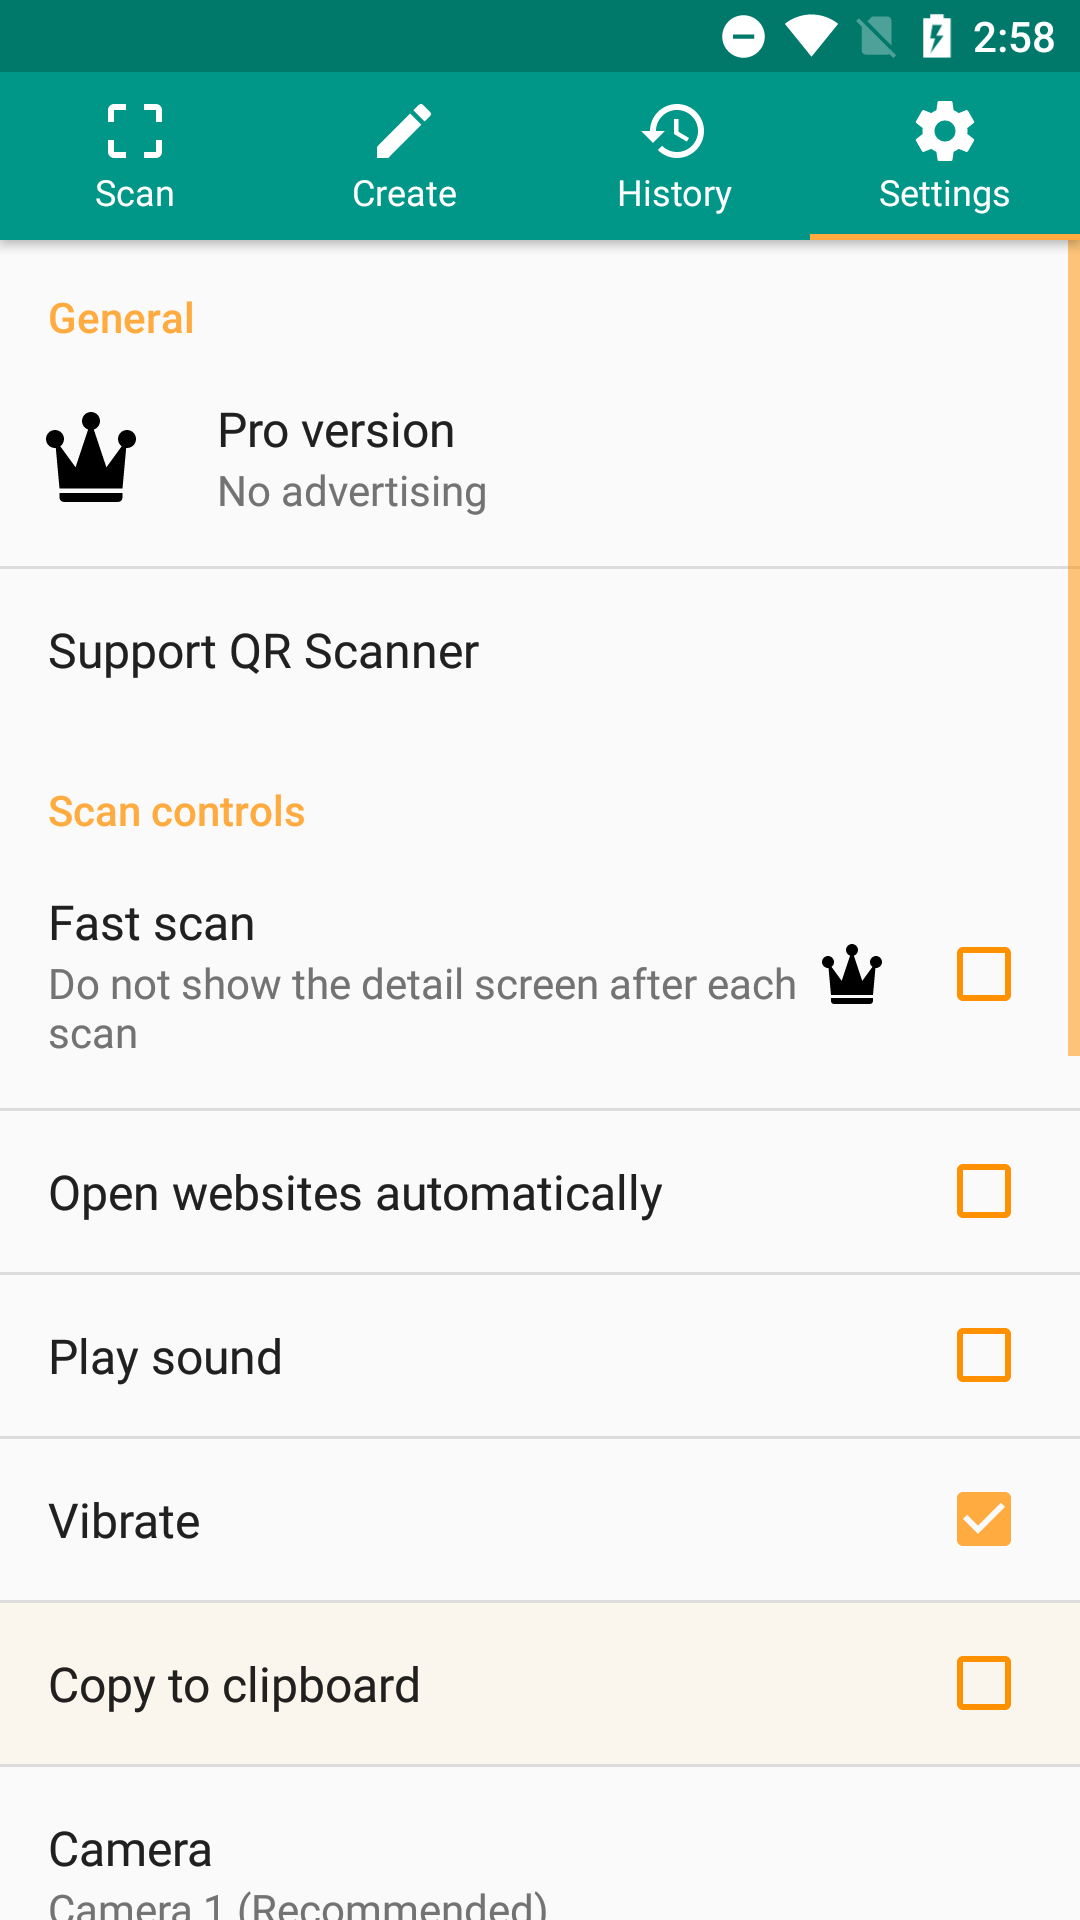 2:58
Scan
Create
History
Settings
General
Pro version
No advertising
Support QR Scanner
Scan controls
Fast scan
Do not show the detail screen after each
scan
Open websites automatically
Play sound
Vibrate
Copy to clipboard
Camera
Camera 1 (Recommended)